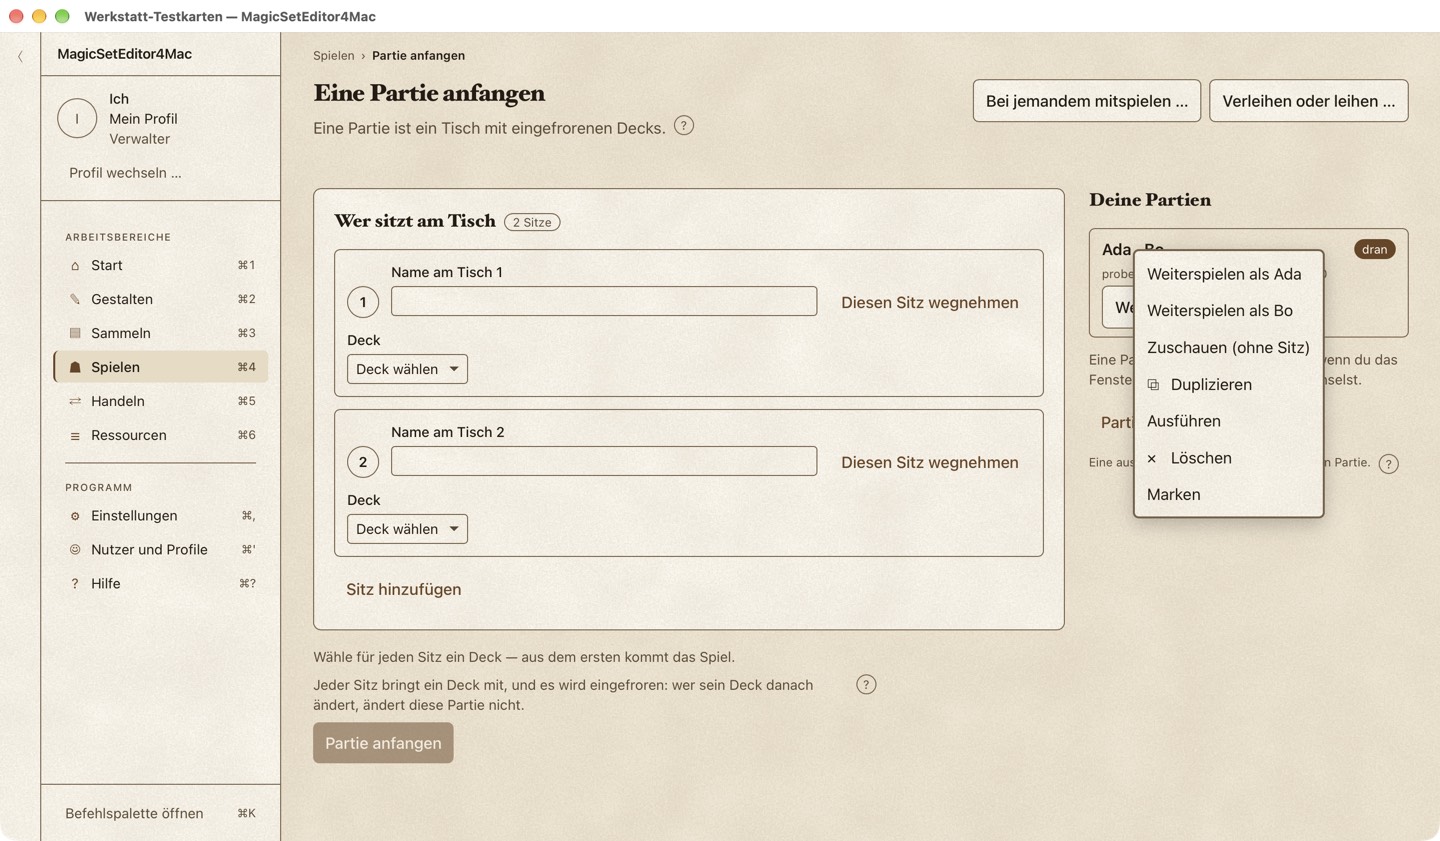 Werkstatt-Testkarten — MagicSetEditor4Mac
MagicSetEditor4Mac
I
Ich
Mein Profil
Verwalter
Profil wechseln ...
ARBEITSBEREICHE
Start ⌘1
Gestalten ⌘2
Sammeln ⌘3
Spielen ⌘4
Handeln ⌘5
Ressourcen ⌘6
PROGRAMM
Einstellungen ⌘,
Nutzer und Profile ⌘'
? Hilfe ⌘?
Befehlspalette öffnen ⌘K
Spielen › Partie anfangen
Eine Partie anfangen
Eine Partie ist ein Tisch mit eingefrorenen Decks. ?
Bei jemandem mitspielen ...
Verleihen oder leihen ...
Wer sitzt am Tisch 2 Sitze
Name am Tisch 1
1
Diesen Sitz wegnehmen
Deck
Deck wählen
Name am Tisch 2
2
Diesen Sitz wegnehmen
Deck
Deck wählen
Sitz hinzufügen
Wähle für jeden Sitz ein Deck — aus dem ersten kommt das Spiel.
Jeder Sitz bringt ein Deck mit, und es wird eingefroren: wer sein Deck danach ?
ändert, ändert diese Partie nicht.
Partie anfangen
Deine Partien
Ada dran
Eine wenn du das
Partie. ?
Weiterspielen als Ada
Weiterspielen als Bo
Zuschauen (ohne Sitz)
Duplizieren
Ausführen
× Löschen
Marken